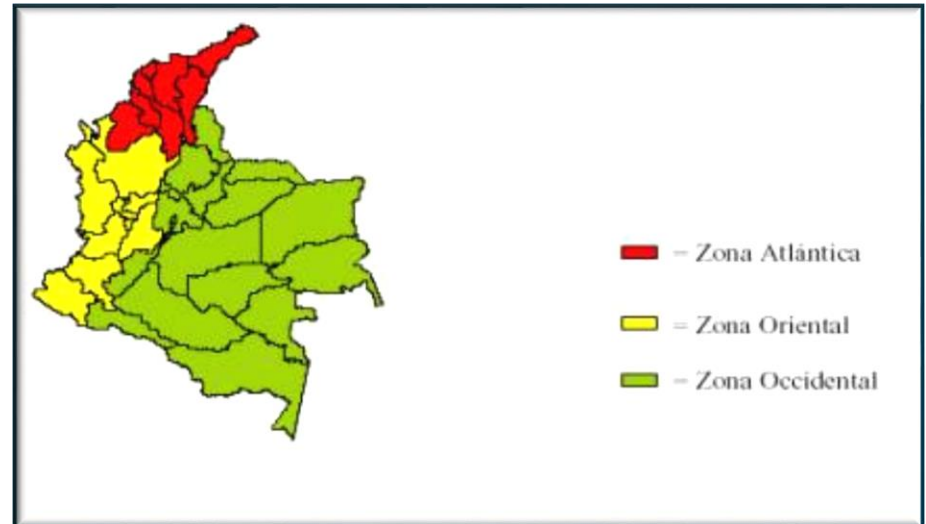 = Zona Atlántica
= Zona Oriental
= Zona Occidental